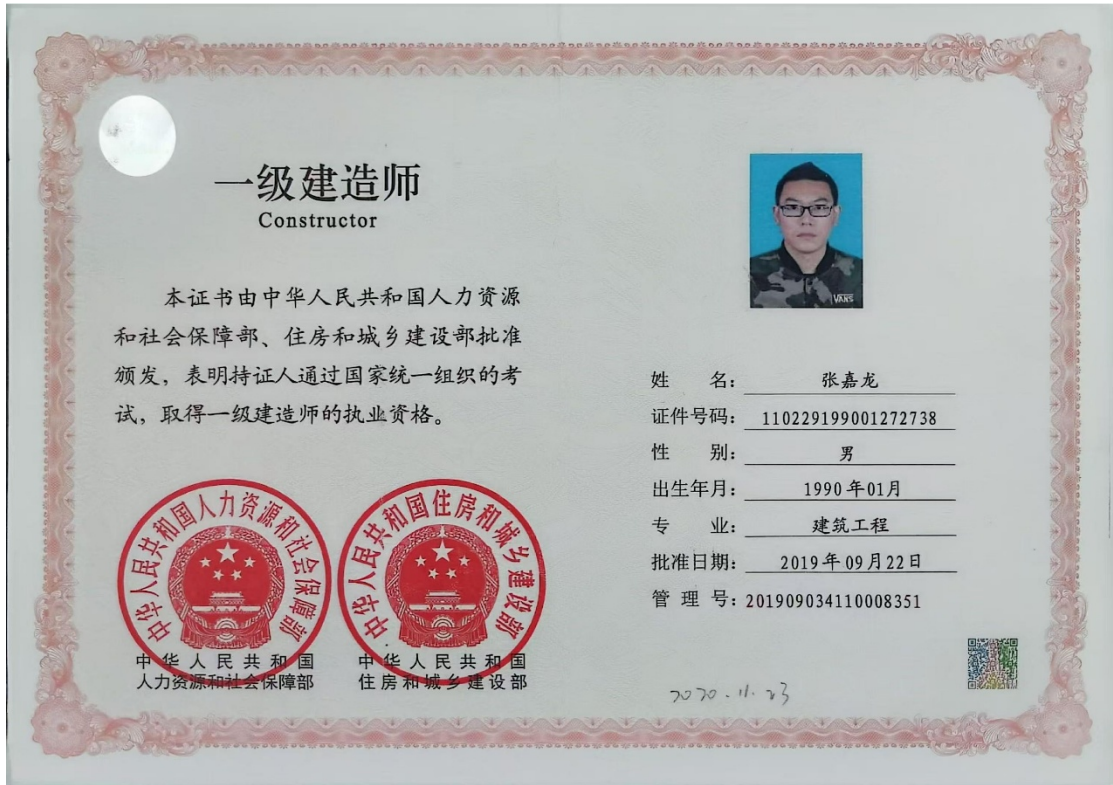 一级建造师
Constructor
本证书由中华人民共和国人力资源
和社会保障部、住房和城乡建设部批准
颁发，表明持证人通过国家统一组织的考
试，取得一级建造师的执业资格。
中华人民共和国人力资源和社会保障部
中华人民共和国住房和城乡建设部
中华人民共和国
人力资源和社会保障部
中华人民共和国
住房和城乡建设部
VANS
姓 名：张嘉龙
证件号码：110229199001272738
性 别：男
出生年月：1990年01月
专 业：建筑工程
批准日期：2019年09月22日
管 理 号：201909034110008351
2020.11.23